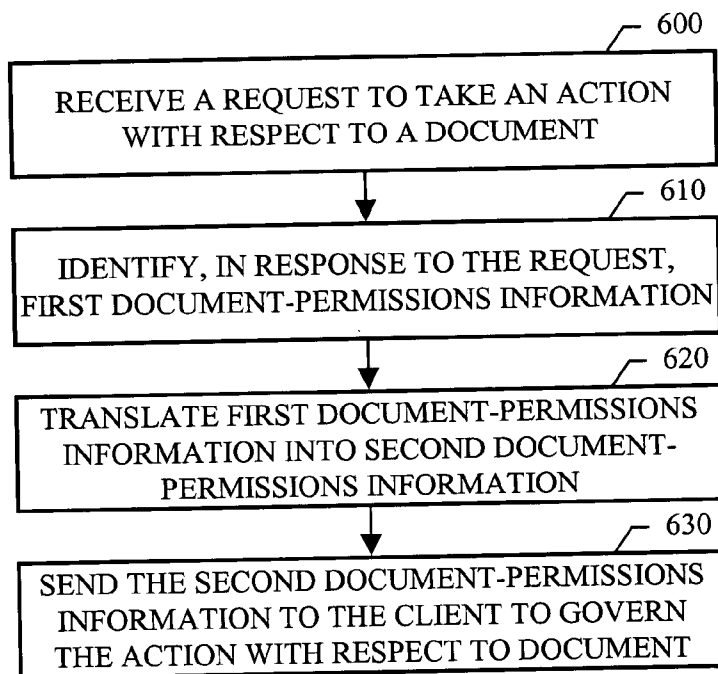 600
RECEIVE A REQUEST TO TAKE AN ACTION
WITH RESPECT TO A DOCUMENT
610
IDENTIFY, IN RESPONSE TO THE REQUEST,
FIRST DOCUMENT-PERMISSIONS INFORMATION
620
TRANSLATE FIRST DOCUMENT-PERMISSIONS
INFORMATION INTO SECOND DOCUMENT-
PERMISSIONS INFORMATION
630
SEND THE SECOND DOCUMENT-PERMISSIONS
INFORMATION TO THE CLIENT TO GOVERN
THE ACTION WITH RESPECT TO DOCUMENT